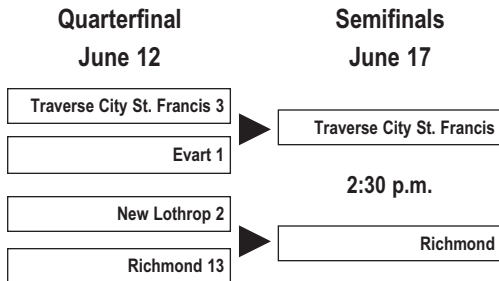 Quarterfinal
June 12
Traverse City St. Francis 3
Evart 1
New Lothrop 2
Richmond 13
Semifinals
June 17
Traverse City St. Francis
2:30 p.m.
Richmond